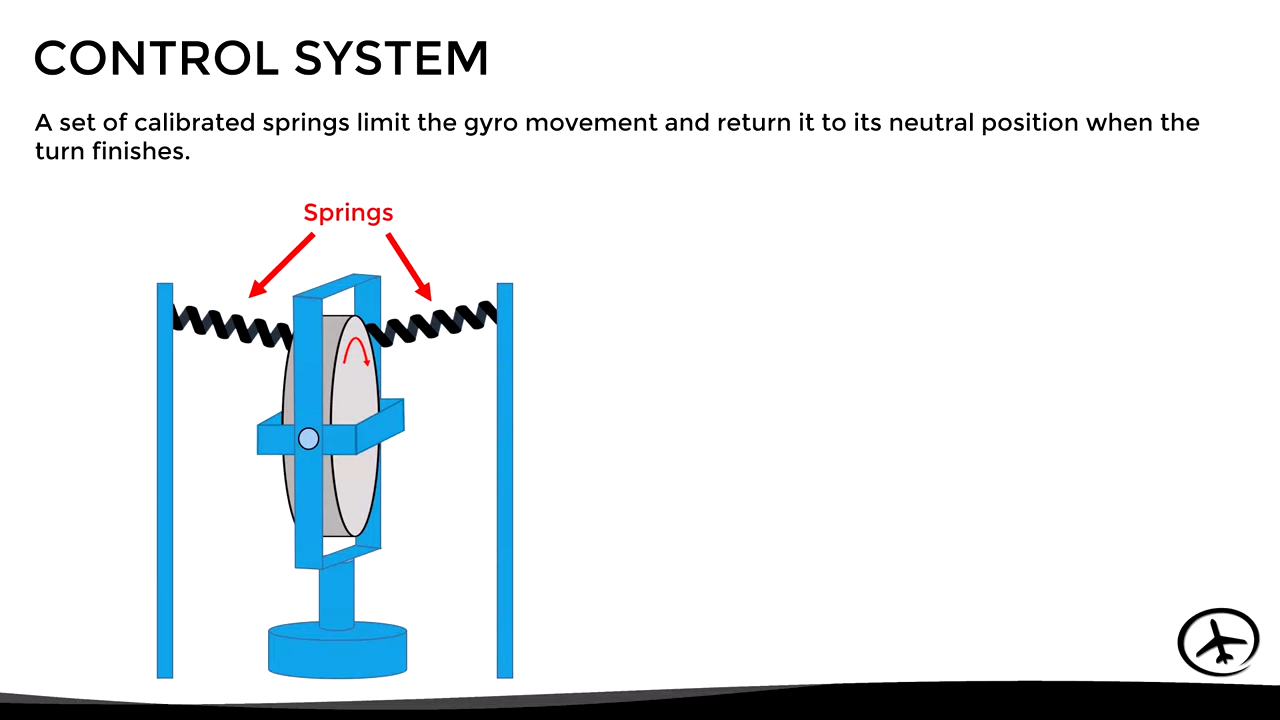 CONTROL SYSTEM
A set of calibrated springs limit the gyro movement and return it to its neutral position when the
turn finishes.
Springs